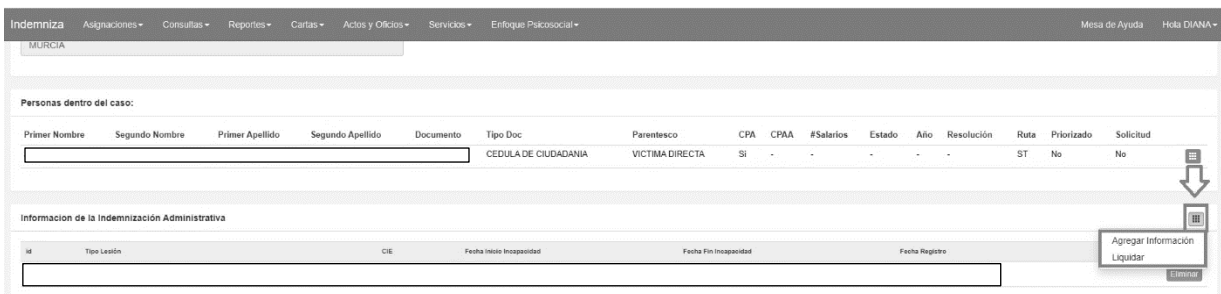 Indemniza Asignaciones Consultas Reportes Cartas Actos y Oficios Servicios Enfoque Psicosocial Mesa de Ayuda Hola DIANA
MURCIA
Personas dentro del caso:
Primer Nombre Segundo Nombre Primer Apellido Segundo Apellido Documento Tipo Doc Parentesco CPA CPAA #Salarios Estado Año Resolución Ruta Priorizado Solicitud
CEDULA DE CIUDADANIA VICTIMA DIRECTA Si - - - - - ST No No
Informacion de la Indemnización Administrativa
Id Tipo Lesión CIE Fecha Inicio Incapacidad Fecha Fin Incapacidad Fecha Registro
Agregar Información
Liquidar
Eliminar